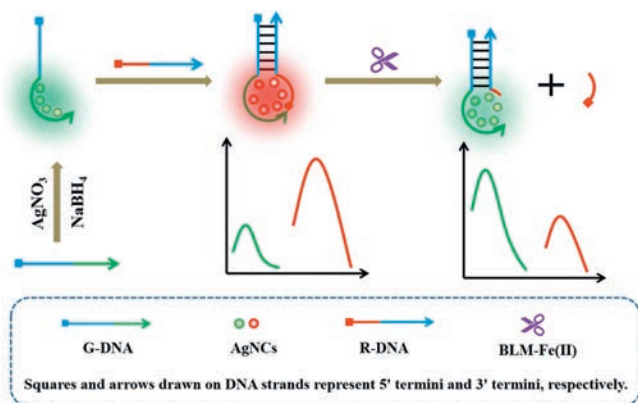 AgNO3
NaBH4
+
G-DNA
AgNCs
R-DNA
BLM-Fe(II)
Squares and arrows drawn on DNA strands represent 5' termini and 3' termini, respectively.